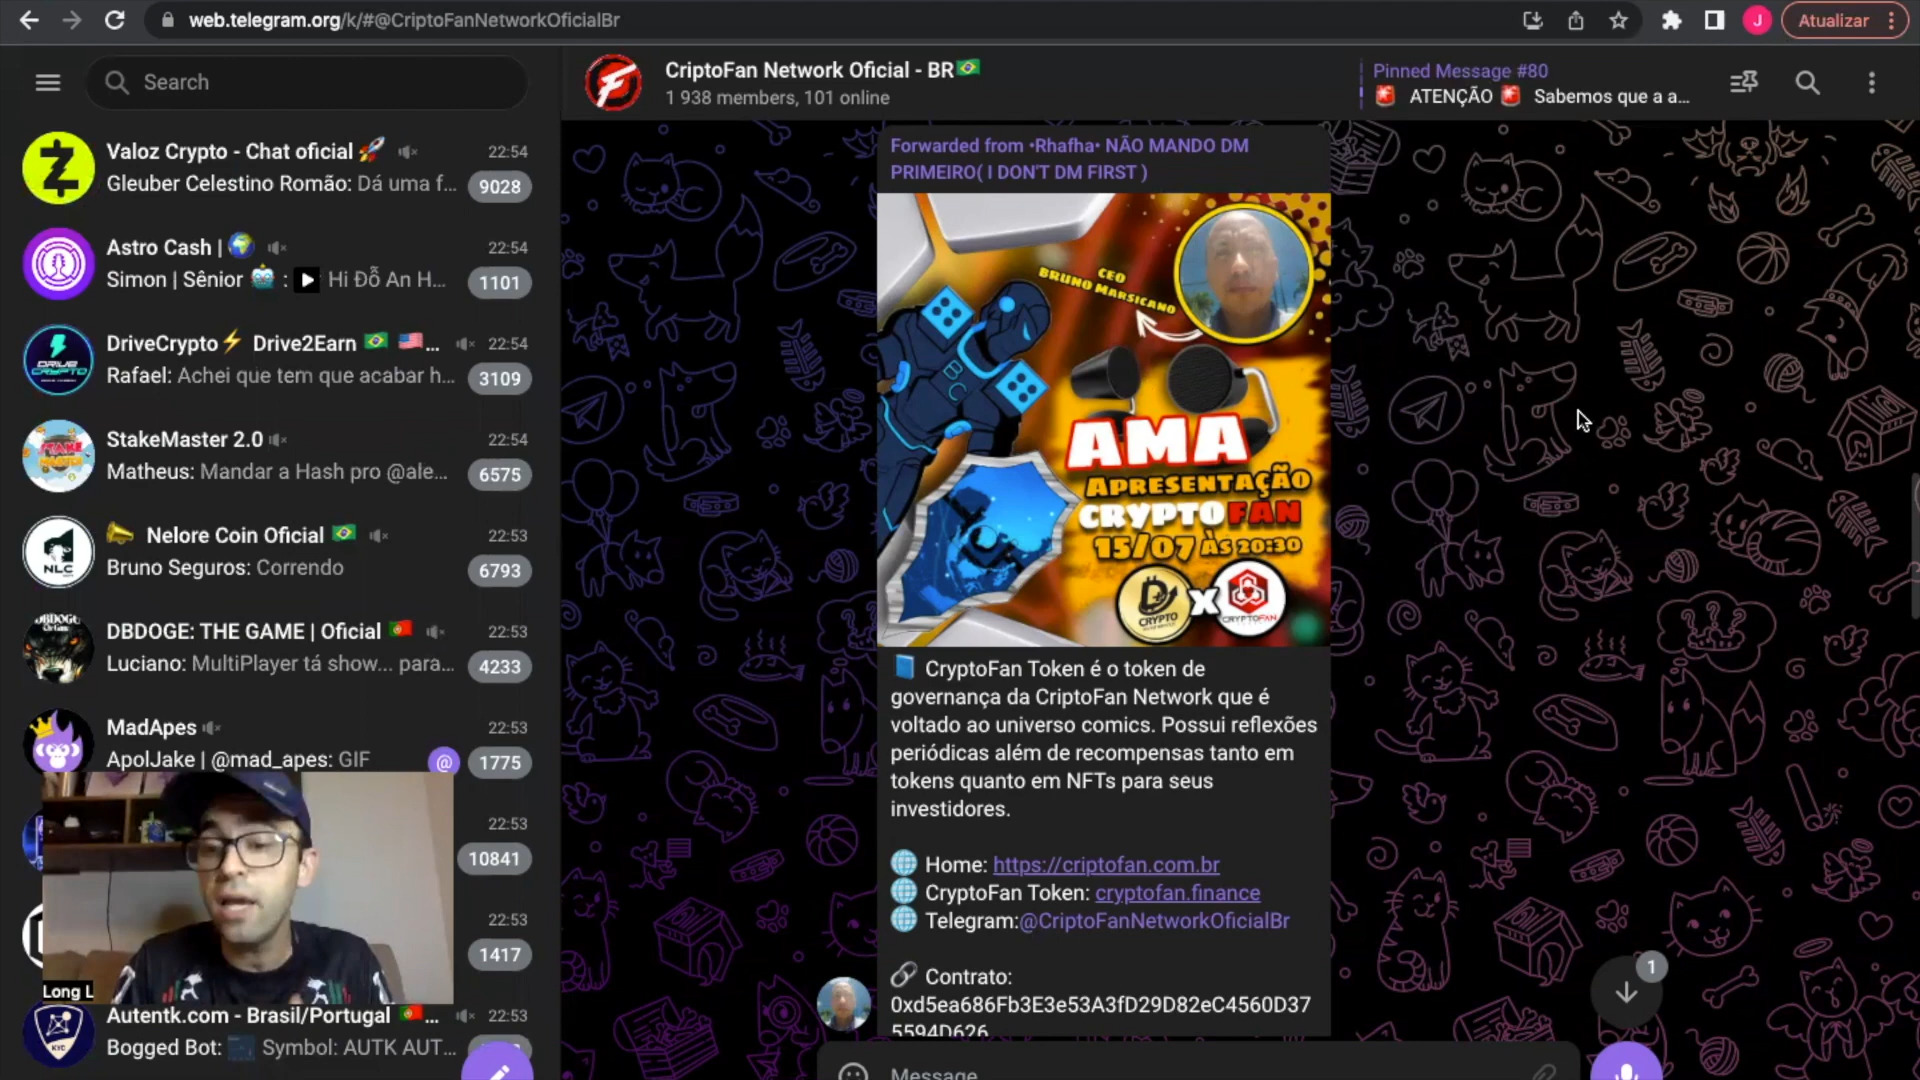 web.telegram.org/k/#@CriptoFanNetworkOficialBr
J
Atualizar
Search
Valoz Crypto - Chat oficial 🚀
22:54
Gleuber Celestino Romão: Dá uma f...
9028
Astro Cash | 🌍
22:54
Simon | Sênior 🤖 : ▶ Hi Đỗ An H...
1101
DriveCrypto⚡ Drive2Earn 🇧🇷 🇺🇸...
22:54
Rafael: Achei que tem que acabar h...
3109
StakeMaster 2.0
22:54
Matheus: Mandar a Hash pro @ale...
6575
Nelore Coin Oficial 🇧🇷
22:53
Bruno Seguros: Correndo
6793
NLC
DBDOGE: THE GAME | Oficial 🇵🇹
22:53
Luciano: MultiPlayer tá show... para...
4233
MadApes
22:53
ApolJake | @mad_apes: GIF
@
1775
22:53
10841
22:53
1417
Long L
Autentk.com - Brasil/Portugal 🇵🇹...
22:53
Bogged Bot: Symbol: AUTK AUT...
KYC
CriptoFan Network Oficial - BR🇧🇷
1 938 members, 101 online
Pinned Message #80
🚨 ATENÇÃO 🚨 Sabemos que a a...
Forwarded from •Rhafha• NÃO MANDO DM
PRIMEIRO( I DON'T DM FIRST )
CEO
BRUNO MARSICANO
BC
AMA
APRESENTAÇÃO
CRYPTOFAN
15/07 ÀS 20:30
CRYPTO
X
CRYPTOFAN
📘 CryptoFan Token é o token de
governança da CriptoFan Network que é
voltado ao universo comics. Possui reflexões
periódicas além de recompensas tanto em
tokens quanto em NFTs para seus
investidores.
🌐 Home: https://criptofan.com.br
🌐 CryptoFan Token: cryptofan.finance
🌐 Telegram:@CriptoFanNetworkOficialBr
🔗 Contrato:
0xd5ea686Fb3E3e53A3fD29D82eC4560D37
5594D626
1
Message